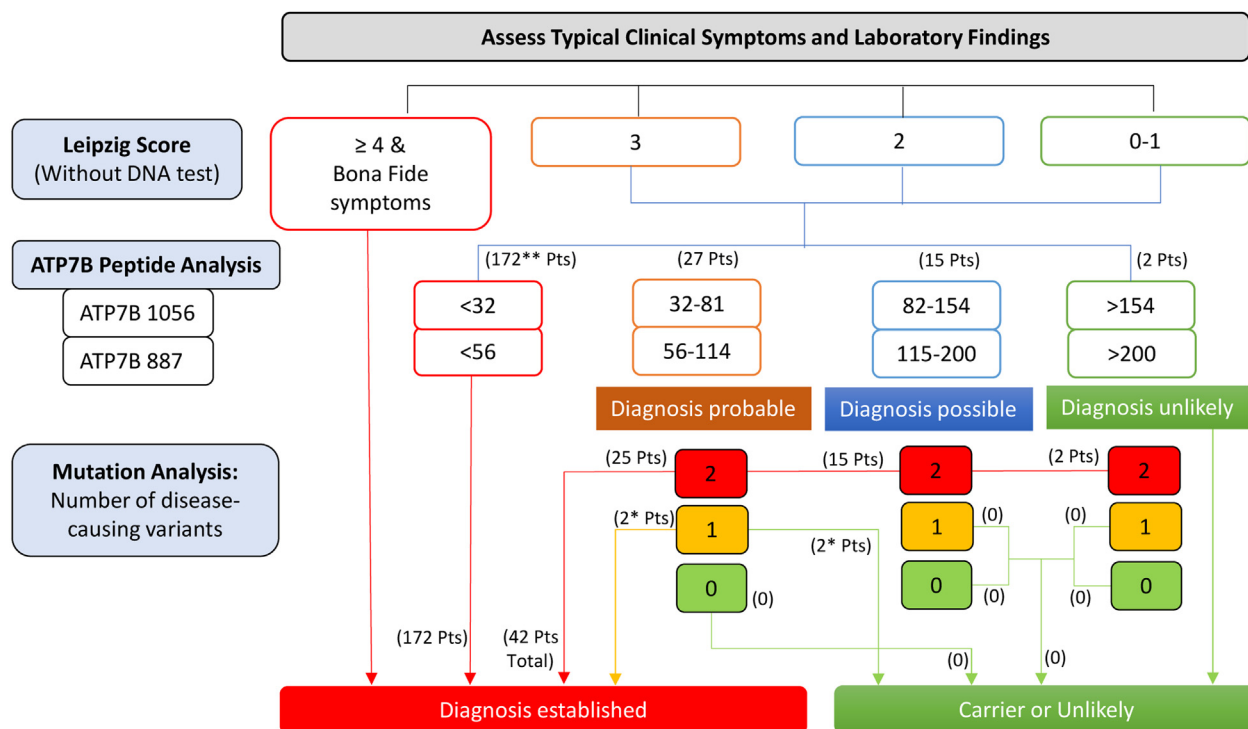 Assess Typical Clinical Symptoms and Laboratory Findings
Leipzig Score
(Without DNA test)
≥ 4 &
Bona Fide
symptoms
3
2
0-1
ATP7B Peptide Analysis
ATP7B 1056
ATP7B 887
(172** Pts)
(27 Pts)
(15 Pts)
(2 Pts)
<32
32-81
82-154
>154
<56
56-114
115-200
>200
Diagnosis probable
Diagnosis possible
Diagnosis unlikely
Mutation Analysis:
Number of disease-
causing variants
(25 Pts)
2
(15 Pts)
2
(2 Pts)
2
(2* Pts)
1
(2* Pts)
1
(0)
(0)
1
0
(0)
0
(0)
(0)
0
(172 Pts)
(42 Pts
Total)
(0)
(0)
Diagnosis established
Carrier or Unlikely